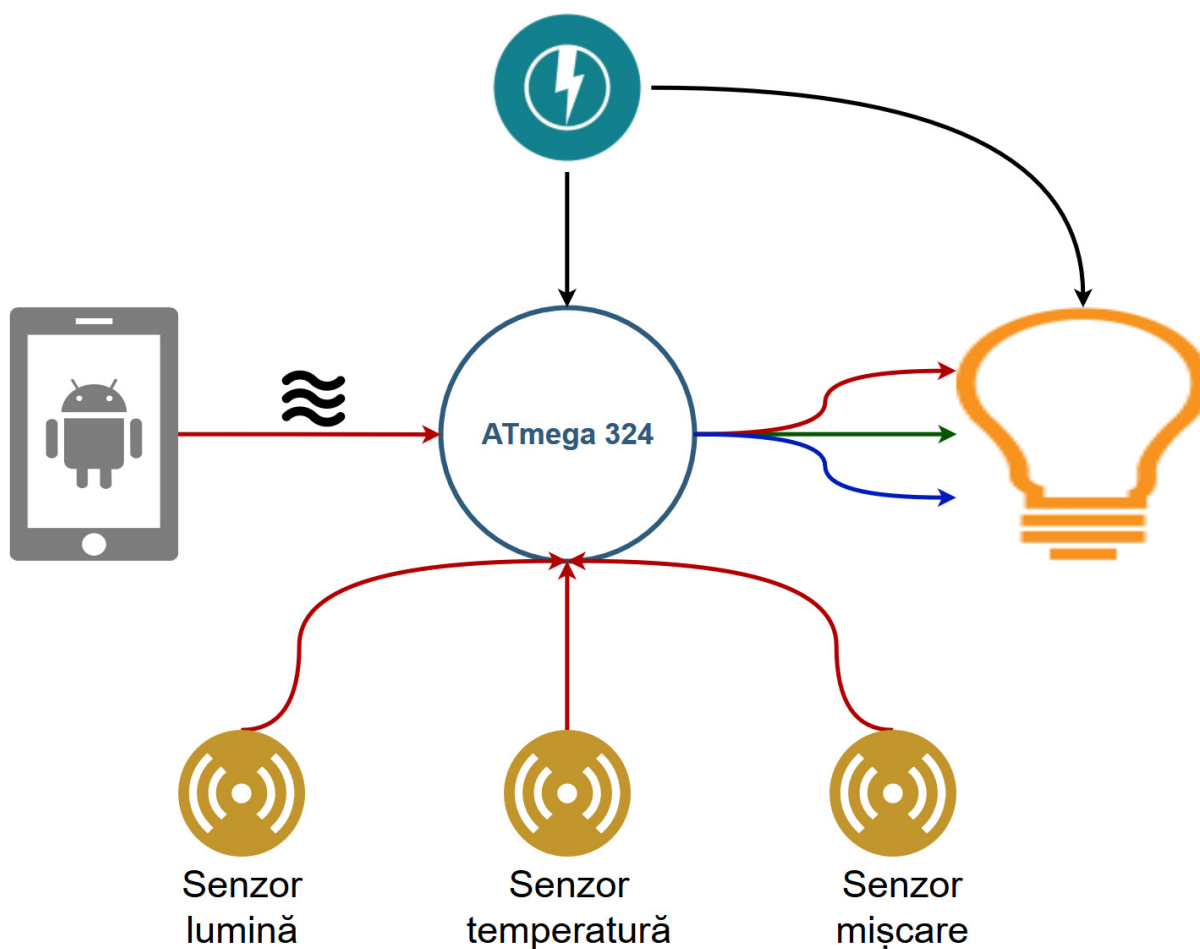 ATmega 324
Senzor
lumină
Senzor
temperatură
Senzor
mișcare